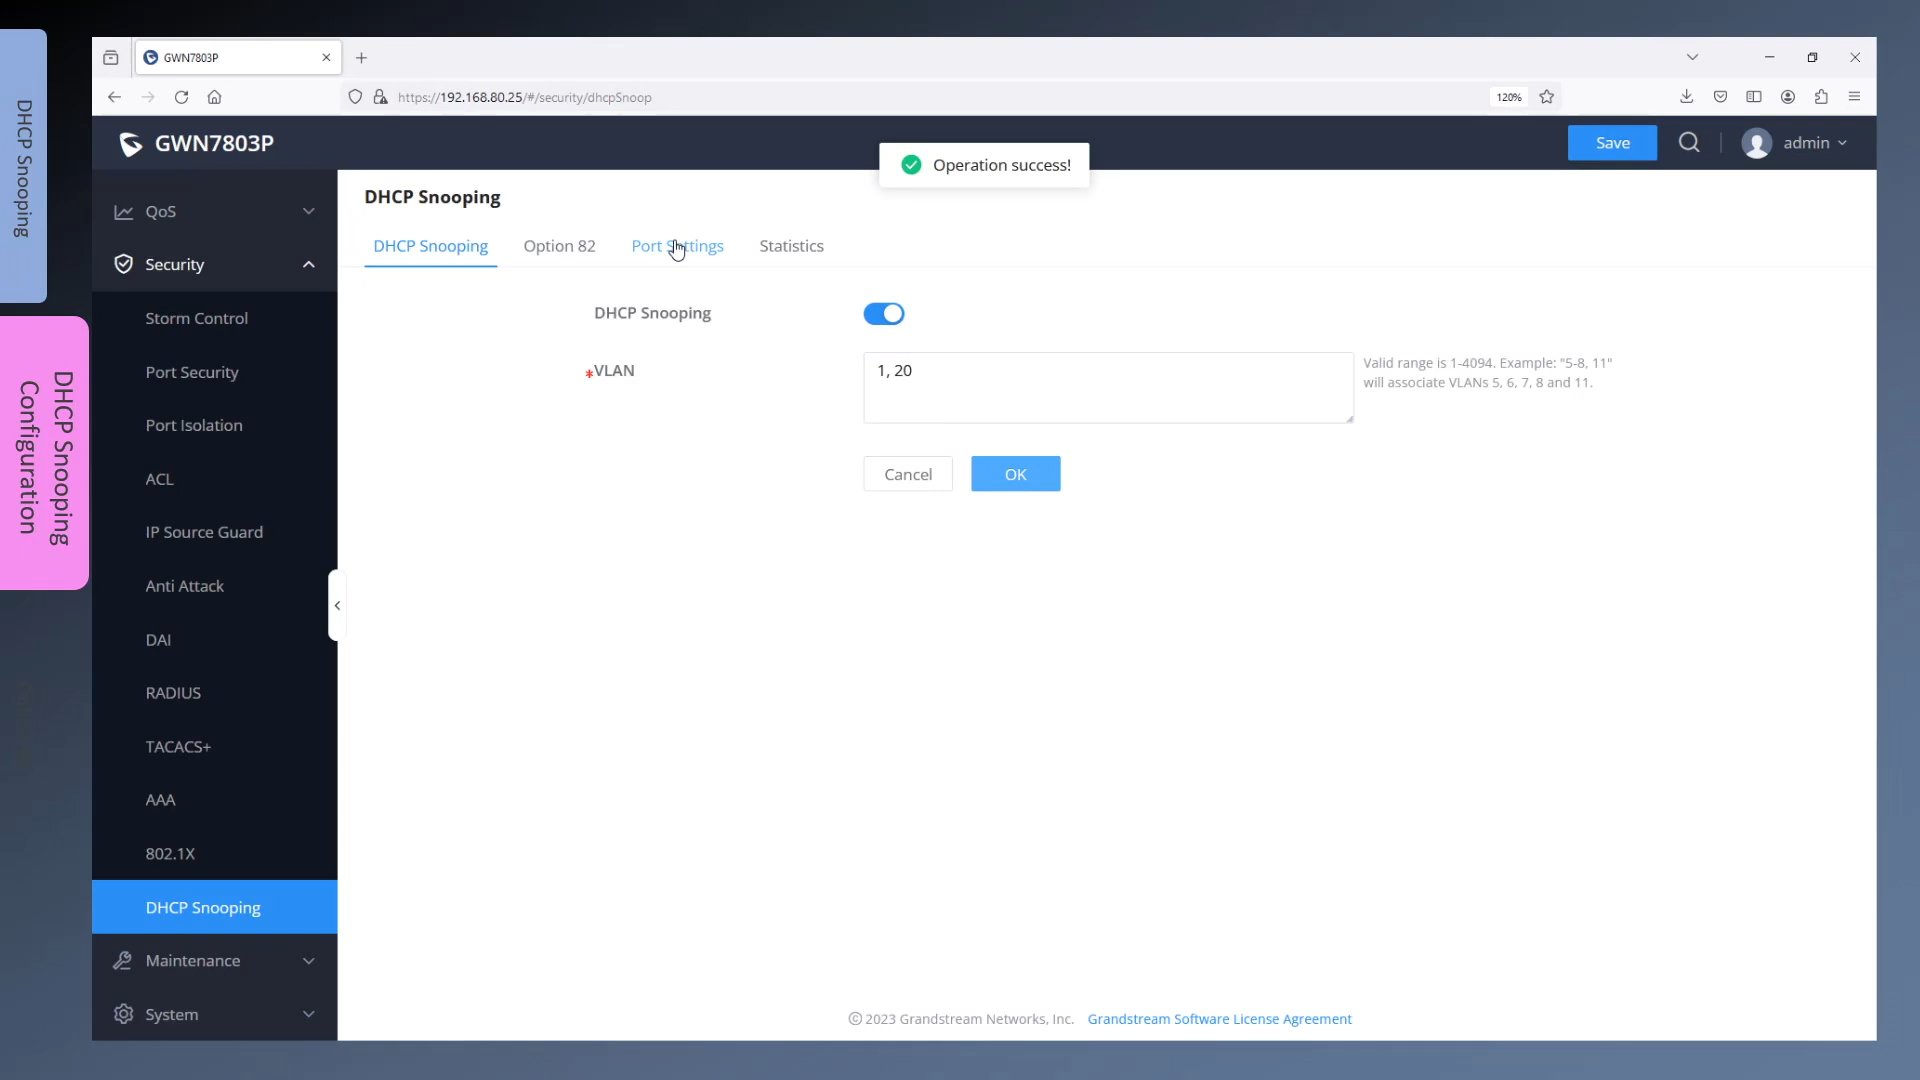 DHCP Snooping
DHCP Snooping
Configuration
GWN7803P
https://192.168.80.25/#/security/dhcpSnoop
120%
GWN7803P
Save
admin
Operation success!
QoS
Security
Storm Control
Port Security
Port Isolation
ACL
IP Source Guard
Anti Attack
DAI
RADIUS
TACACS+
AAA
802.1X
DHCP Snooping
Maintenance
System
DHCP Snooping
DHCP Snooping
Option 82
Port Settings
Statistics
DHCP Snooping
*VLAN
1, 20
Valid range is 1-4094. Example: "5-8, 11"
will associate VLANs 5, 6, 7, 8 and 11.
Cancel
OK
© 2023 Grandstream Networks, Inc. Grandstream Software License Agreement